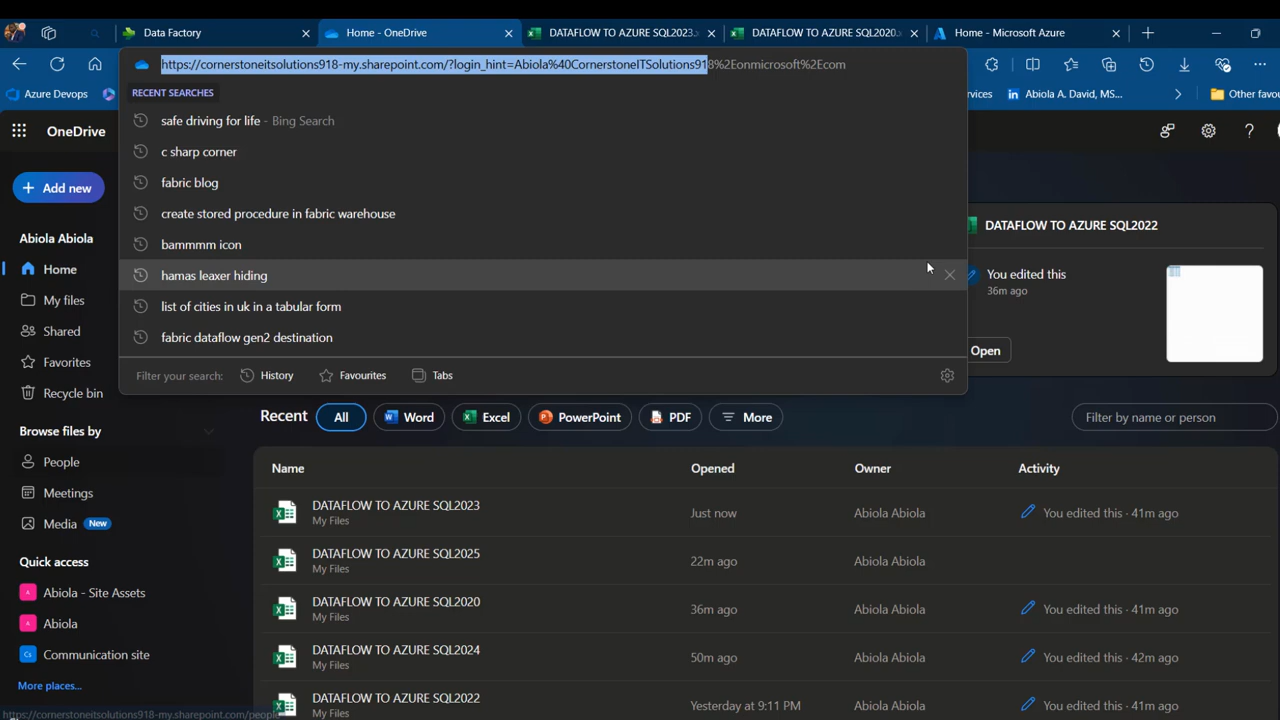 Data Factory
Home - OneDrive
DATAFLOW TO AZURE SQL2023.
DATAFLOW TO AZURE SQL2020.
Home - Microsoft Azure
https://cornerstoneitsolutions918-my.sharepoint.com/?login_hint=Abiola%40CornerstoneITSolutions918%2Eonmicrosoft%2Ecom
Azure Devops
rvices
Abiola A. David, MS...
Other favou
RECENT SEARCHES
safe driving for life - Bing Search
c sharp corner
fabric blog
create stored procedure in fabric warehouse
bammmm icon
hamas leaxer hiding
list of cities in uk in a tabular form
fabric dataflow gen2 destination
Filter your search:
History
Favourites
Tabs
OneDrive
Add new
Abiola Abiola
Home
My files
Shared
Favorites
Recycle bin
Browse files by
People
Meetings
Media New
Quick access
Abiola - Site Assets
Abiola
Communication site
More places...
https://cornerstoneitsolutions918-my.sharepoint.com/people
DATAFLOW TO AZURE SQL2022
You edited this
36m ago
Open
Recent
All
Word
Excel
PowerPoint
PDF
More
Filter by name or person
Name Opened Owner Activity
DATAFLOW TO AZURE SQL2023
My Files
Just now Abiola Abiola You edited this · 41m ago
DATAFLOW TO AZURE SQL2025
My Files
22m ago Abiola Abiola
DATAFLOW TO AZURE SQL2020
My Files
36m ago Abiola Abiola You edited this · 41m ago
DATAFLOW TO AZURE SQL2024
My Files
50m ago Abiola Abiola You edited this · 42m ago
DATAFLOW TO AZURE SQL2022
My Files
Yesterday at 9:11 PM Abiola Abiola You edited this · 41m ago